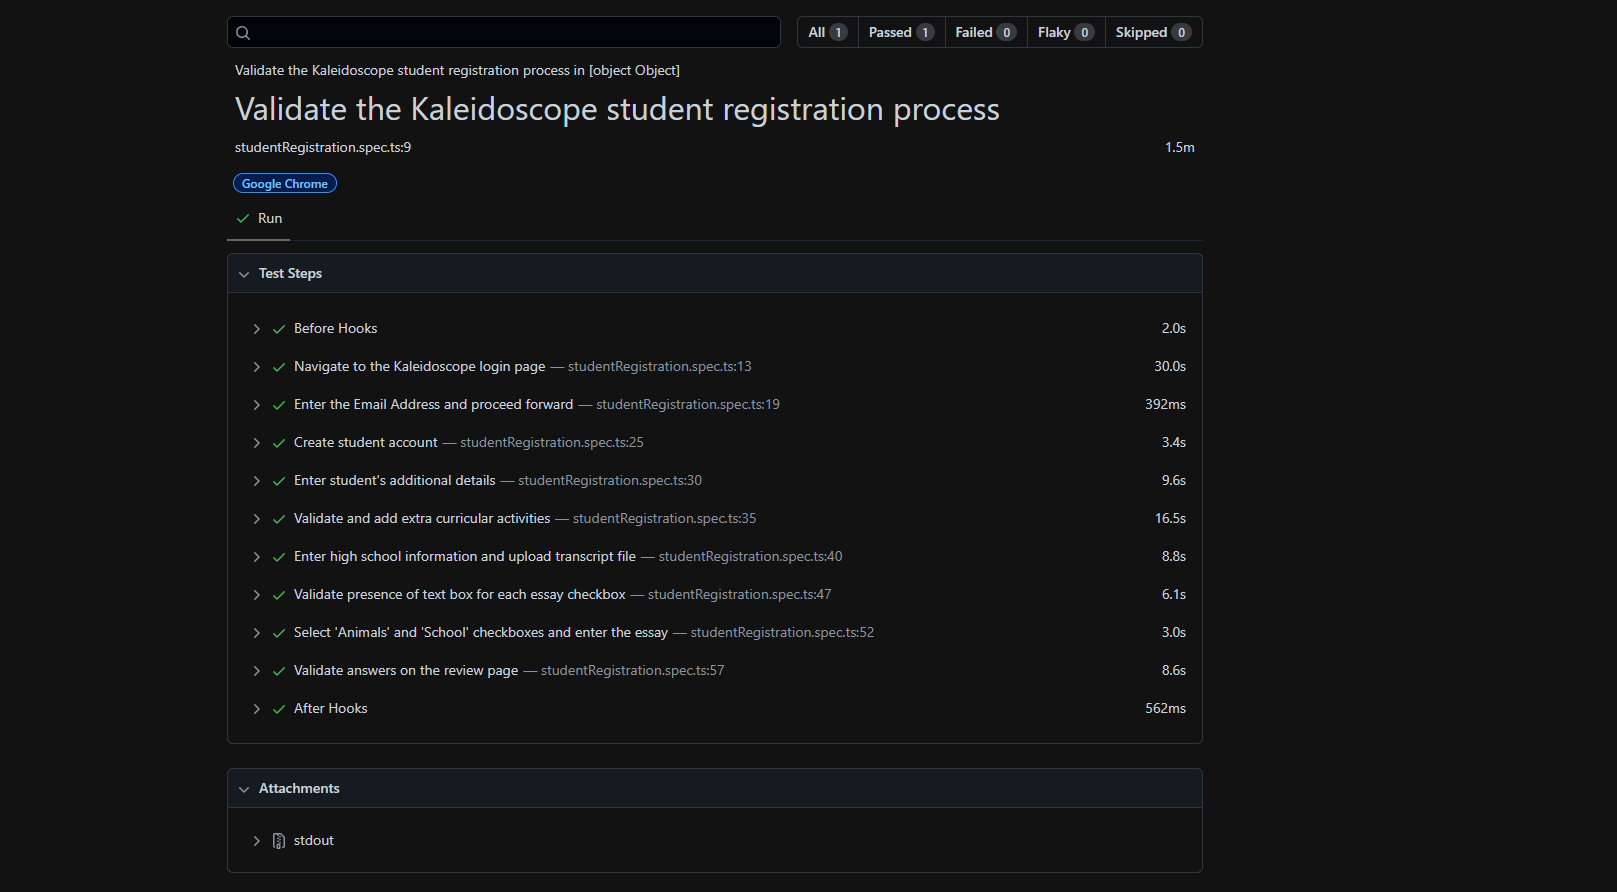 All 1 Passed 1 Failed 0 Flaky 0 Skipped 0
Validate the Kaleidoscope student registration process in [object Object]
Validate the Kaleidoscope student registration process
studentRegistration.spec.ts:9 1.5m
Google Chrome
Run
Test Steps
Before Hooks 2.0s
Navigate to the Kaleidoscope login page — studentRegistration.spec.ts:13 30.0s
Enter the Email Address and proceed forward — studentRegistration.spec.ts:19 392ms
Create student account — studentRegistration.spec.ts:25 3.4s
Enter student's additional details — studentRegistration.spec.ts:30 9.6s
Validate and add extra curricular activities — studentRegistration.spec.ts:35 16.5s
Enter high school information and upload transcript file — studentRegistration.spec.ts:40 8.8s
Validate presence of text box for each essay checkbox — studentRegistration.spec.ts:47 6.1s
Select 'Animals' and 'School' checkboxes and enter the essay — studentRegistration.spec.ts:52 3.0s
Validate answers on the review page — studentRegistration.spec.ts:57 8.6s
After Hooks 562ms
Attachments
stdout